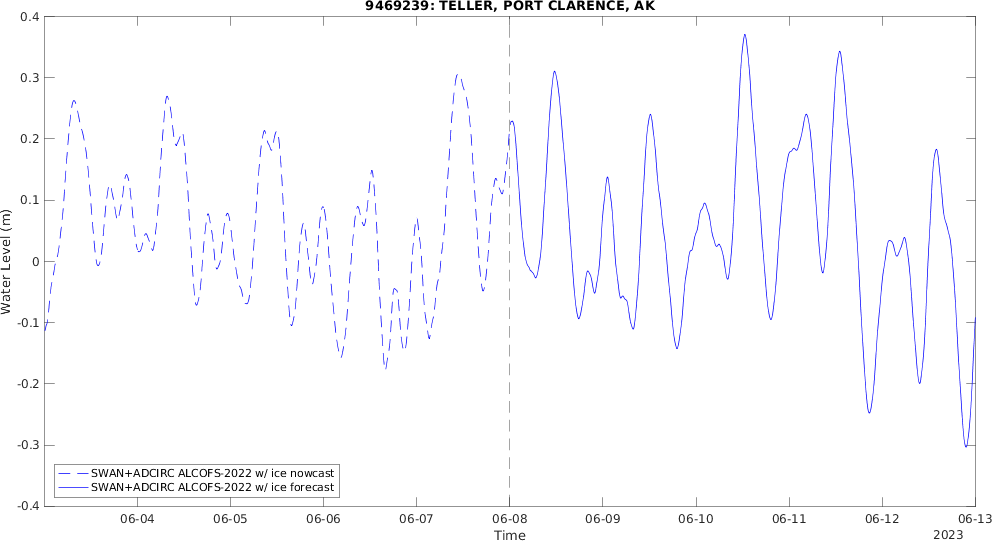 9469239: TELLER, PORT CLARENCE, AK
Water Level (m)
0.4
0.3
0.2
0.1
0
-0.1
-0.2
-0.3
-0.4
SWAN+ADCIRC ALCOFS-2022 w/ ice nowcast
SWAN+ADCIRC ALCOFS-2022 w/ ice forecast
06-04 06-05 06-06 06-07 06-08 06-09 06-10 06-11 06-12 06-13
Time
2023